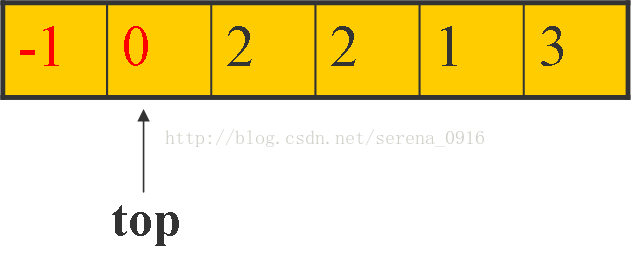 -1 0 2 2 1 3
http://blog.csdn.net/serena_0916
top